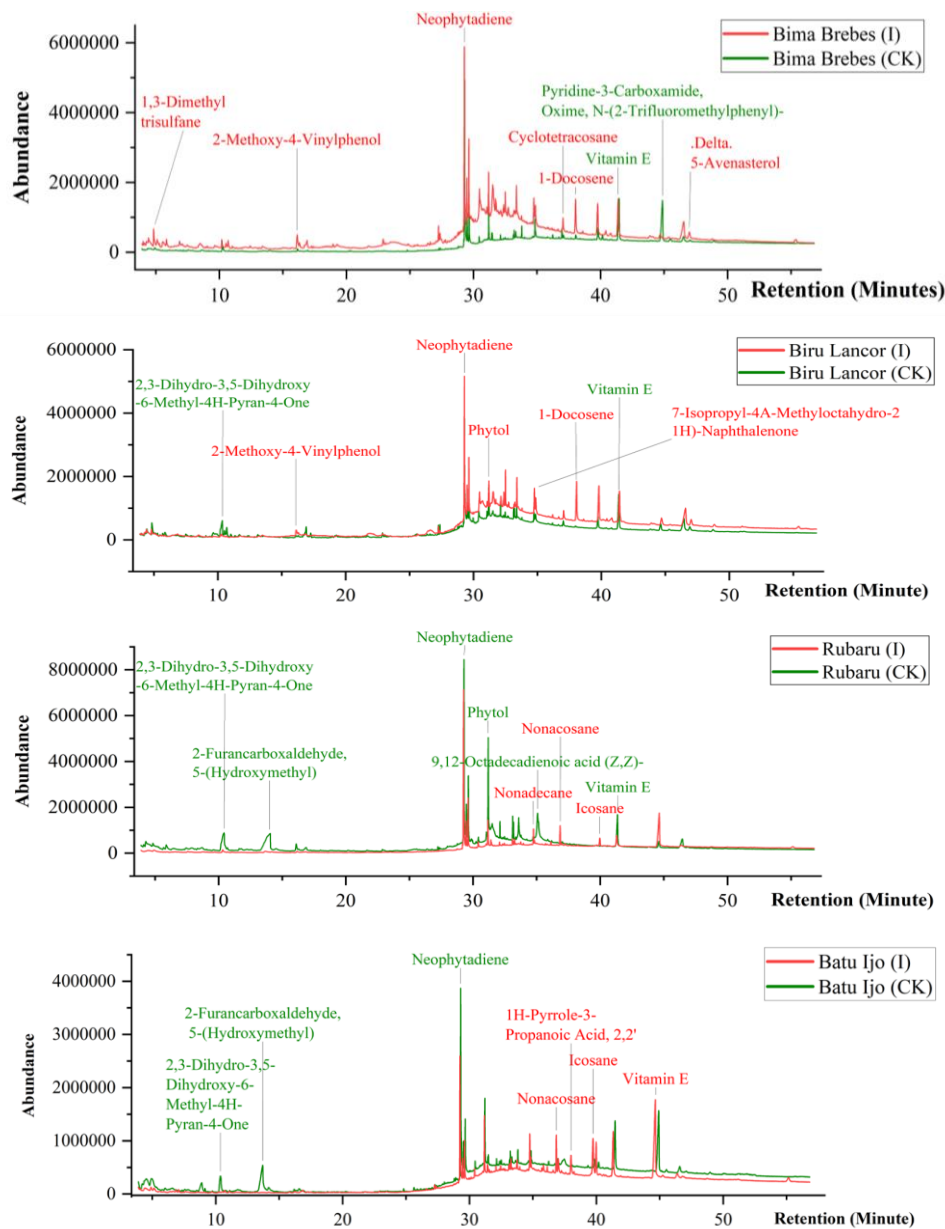 Neophytadiene
Bima Brebes (I)
Bima Brebes (CK)
6000000
1,3-Dimethyl
trisulfane
Pyridine-3-Carboxamide,
Oxime, N-(2-Trifluoromethylphenyl)-
2-Methoxy-4-Vinylphenol
Cyclotetracosane
1-Docosene
Vitamin E
.Delta.
5-Avenasterol
4000000
2000000
0
Abundance
10
20
30
40
50
Retention (Minutes)
6000000
Neophytadiene
Biru Lancor (I)
Biru Lancor (CK)
2,3-Dihydro-3,5-Dihydroxy
-6-Methyl-4H-Pyran-4-One
Vitamin E
1-Docosene
7-Isopropyl-4A-Methyloctahydro-2
1H)-Naphthalenone
Phytol
2-Methoxy-4-Vinylphenol
4000000
2000000
0
Abundance
10
20
30
40
50
Retention (Minute)
Neophytadiene
Rubaru (I)
Rubaru (CK)
8000000
2,3-Dihydro-3,5-Dihydroxy
-6-Methyl-4H-Pyran-4-One
Phytol
Nonacosane
2-Furancarboxaldehyde,
5-(Hydroxymethyl)
9,12-Octadecadienoic acid (Z,Z)-
Nonadecane
Vitamin E
Icosane
6000000
4000000
2000000
0
Abundance
10
20
30
40
50
Retention (Minute)
Neophytadiene
Batu Ijo (I)
Batu Ijo (CK)
4000000
2-Furancarboxaldehyde,
5-(Hydroxymethyl)
1H-Pyrrole-3-
Propanoic Acid, 2,2'
2,3-Dihydro-3,5-
Dihydroxy-6-
Methyl-4H-
Pyran-4-One
Icosane
Vitamin E
Nonacosane
3000000
2000000
1000000
0
Abundance
10
20
30
40
50
Retention (Minute)